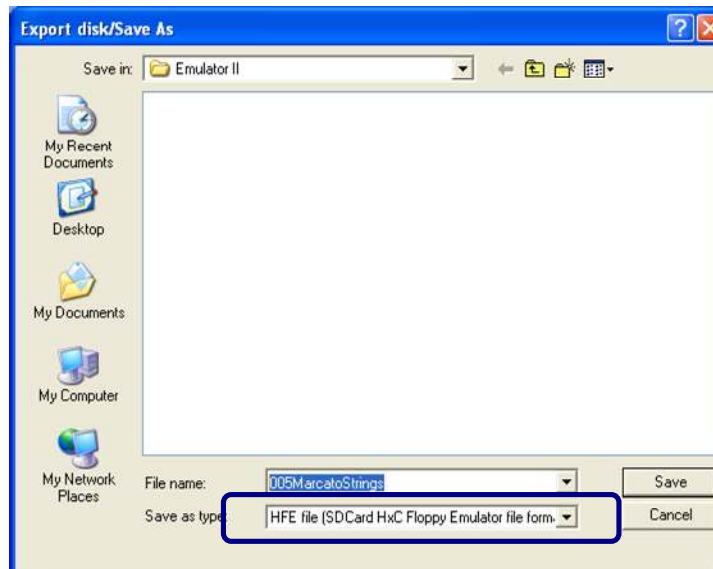 Export disk/Save As
Save in: Emulator II
My Recent
Documents
Desktop
My Documents
My Computer
My Network
Places
File name: 005MarcatoStrings Save
Save as type: HFE file (SDCard HxC Floppy Emulator file form. Cancel